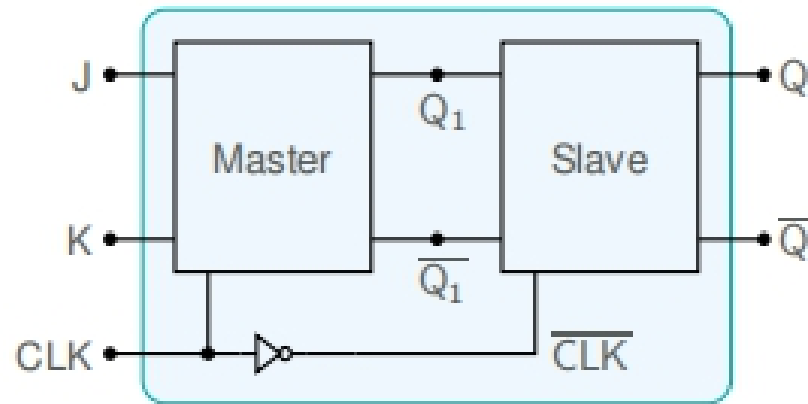 J
Q₁
Q
Master
Slave
K
Q̅₁̅
Q̅
CLK
C̅L̅K̅